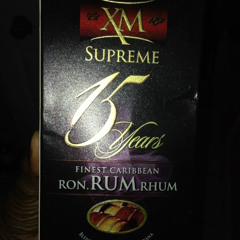 XM
SUPREME
15
Years
FINEST CARIBBEAN
RON.RUM.RHUM